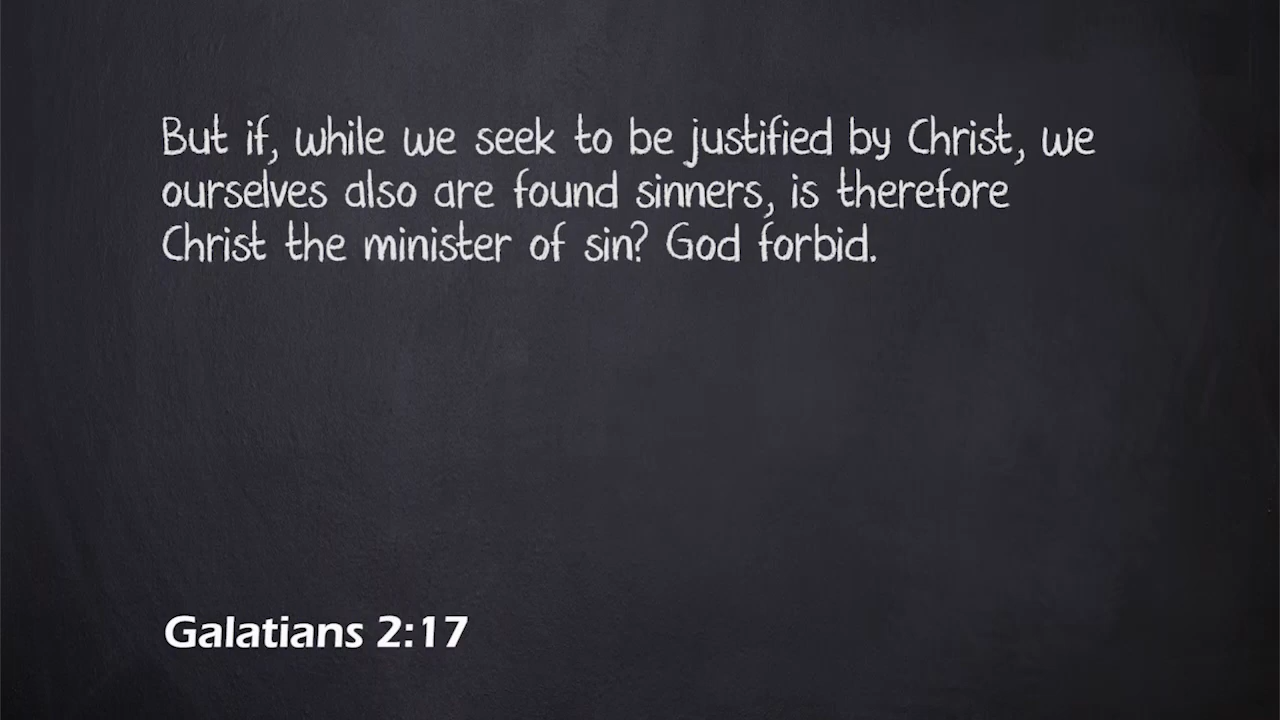 But if, while we seek to be justified by Christ, we
ourselves also are found sinners, is therefore
Christ the minister of sin? God forbid.
Galatians 2:17